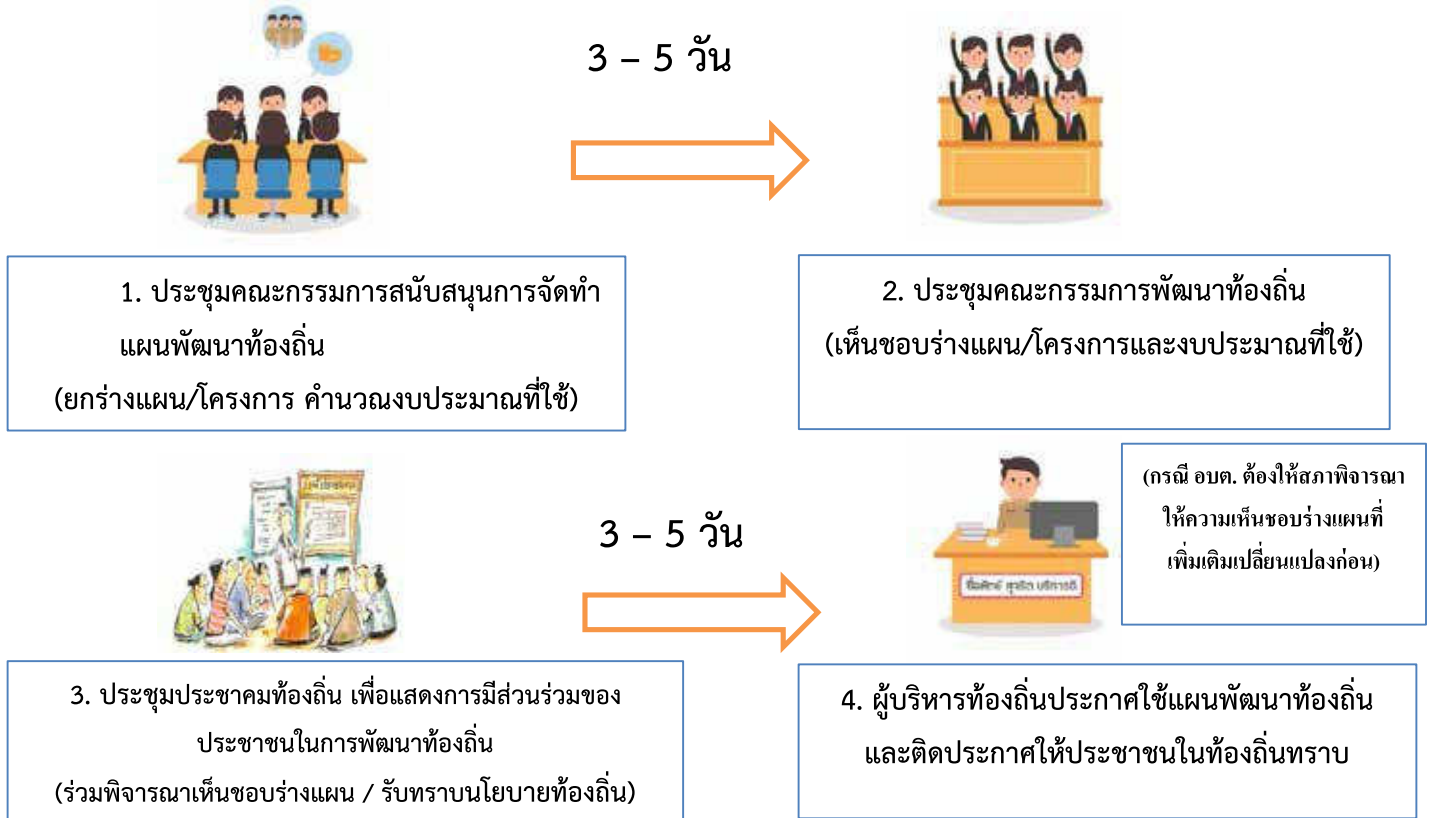 3 – 5 วัน
1. ประชุมคณะกรรมการสนับสนุนการจัดทำ
แผนพัฒนาท้องถิ่น
(ยกร่างแผน/โครงการ คำนวณงบประมาณที่ใช้)
2. ประชุมคณะกรรมการพัฒนาท้องถิ่น
(เห็นชอบร่างแผน/โครงการและงบประมาณที่ใช้)
3 – 5 วัน
(กรณี อบต. ต้องให้สภาพิจารณา
ให้ความเห็นชอบร่างแผนที่
เพิ่มเติมเปลี่ยนแปลงก่อน)
ซื่อสัตย์ สุจริต บริการดี
3. ประชุมประชาคมท้องถิ่น เพื่อแสดงการมีส่วนร่วมของ
ประชาชนในการพัฒนาท้องถิ่น
(ร่วมพิจารณาเห็นชอบร่างแผน / รับทราบนโยบายท้องถิ่น)
4. ผู้บริหารท้องถิ่นประกาศใช้แผนพัฒนาท้องถิ่น
และติดประกาศให้ประชาชนในท้องถิ่นทราบ